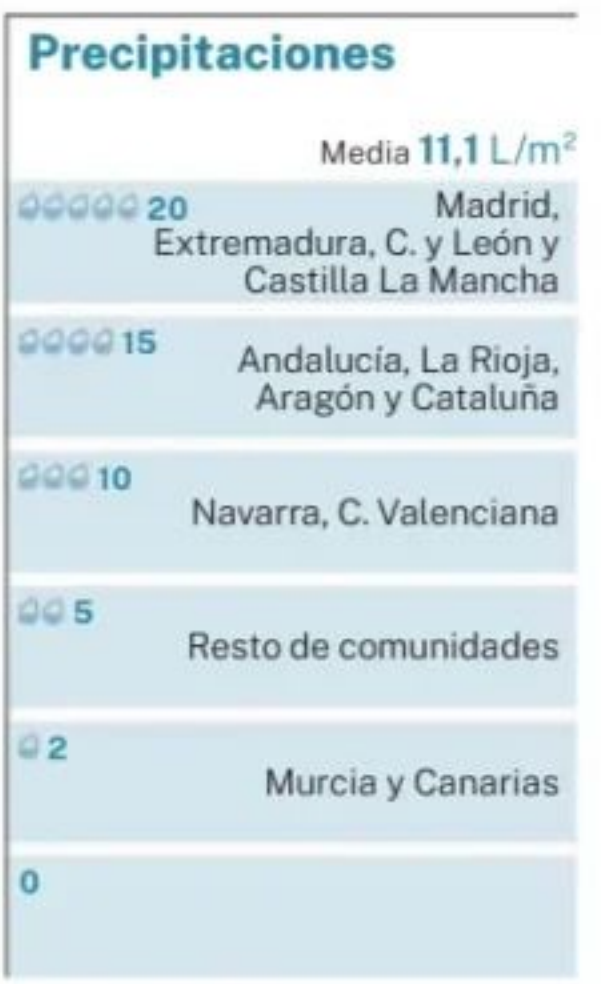 Precipitaciones
Media 11,1 L/m²
20 Madrid,
Extremadura, C. y León y
Castilla La Mancha
15
Andalucía, La Rioja,
Aragón y Cataluña
10
Navarra, C. Valenciana
5
Resto de comunidades
2
Murcia y Canarias
0